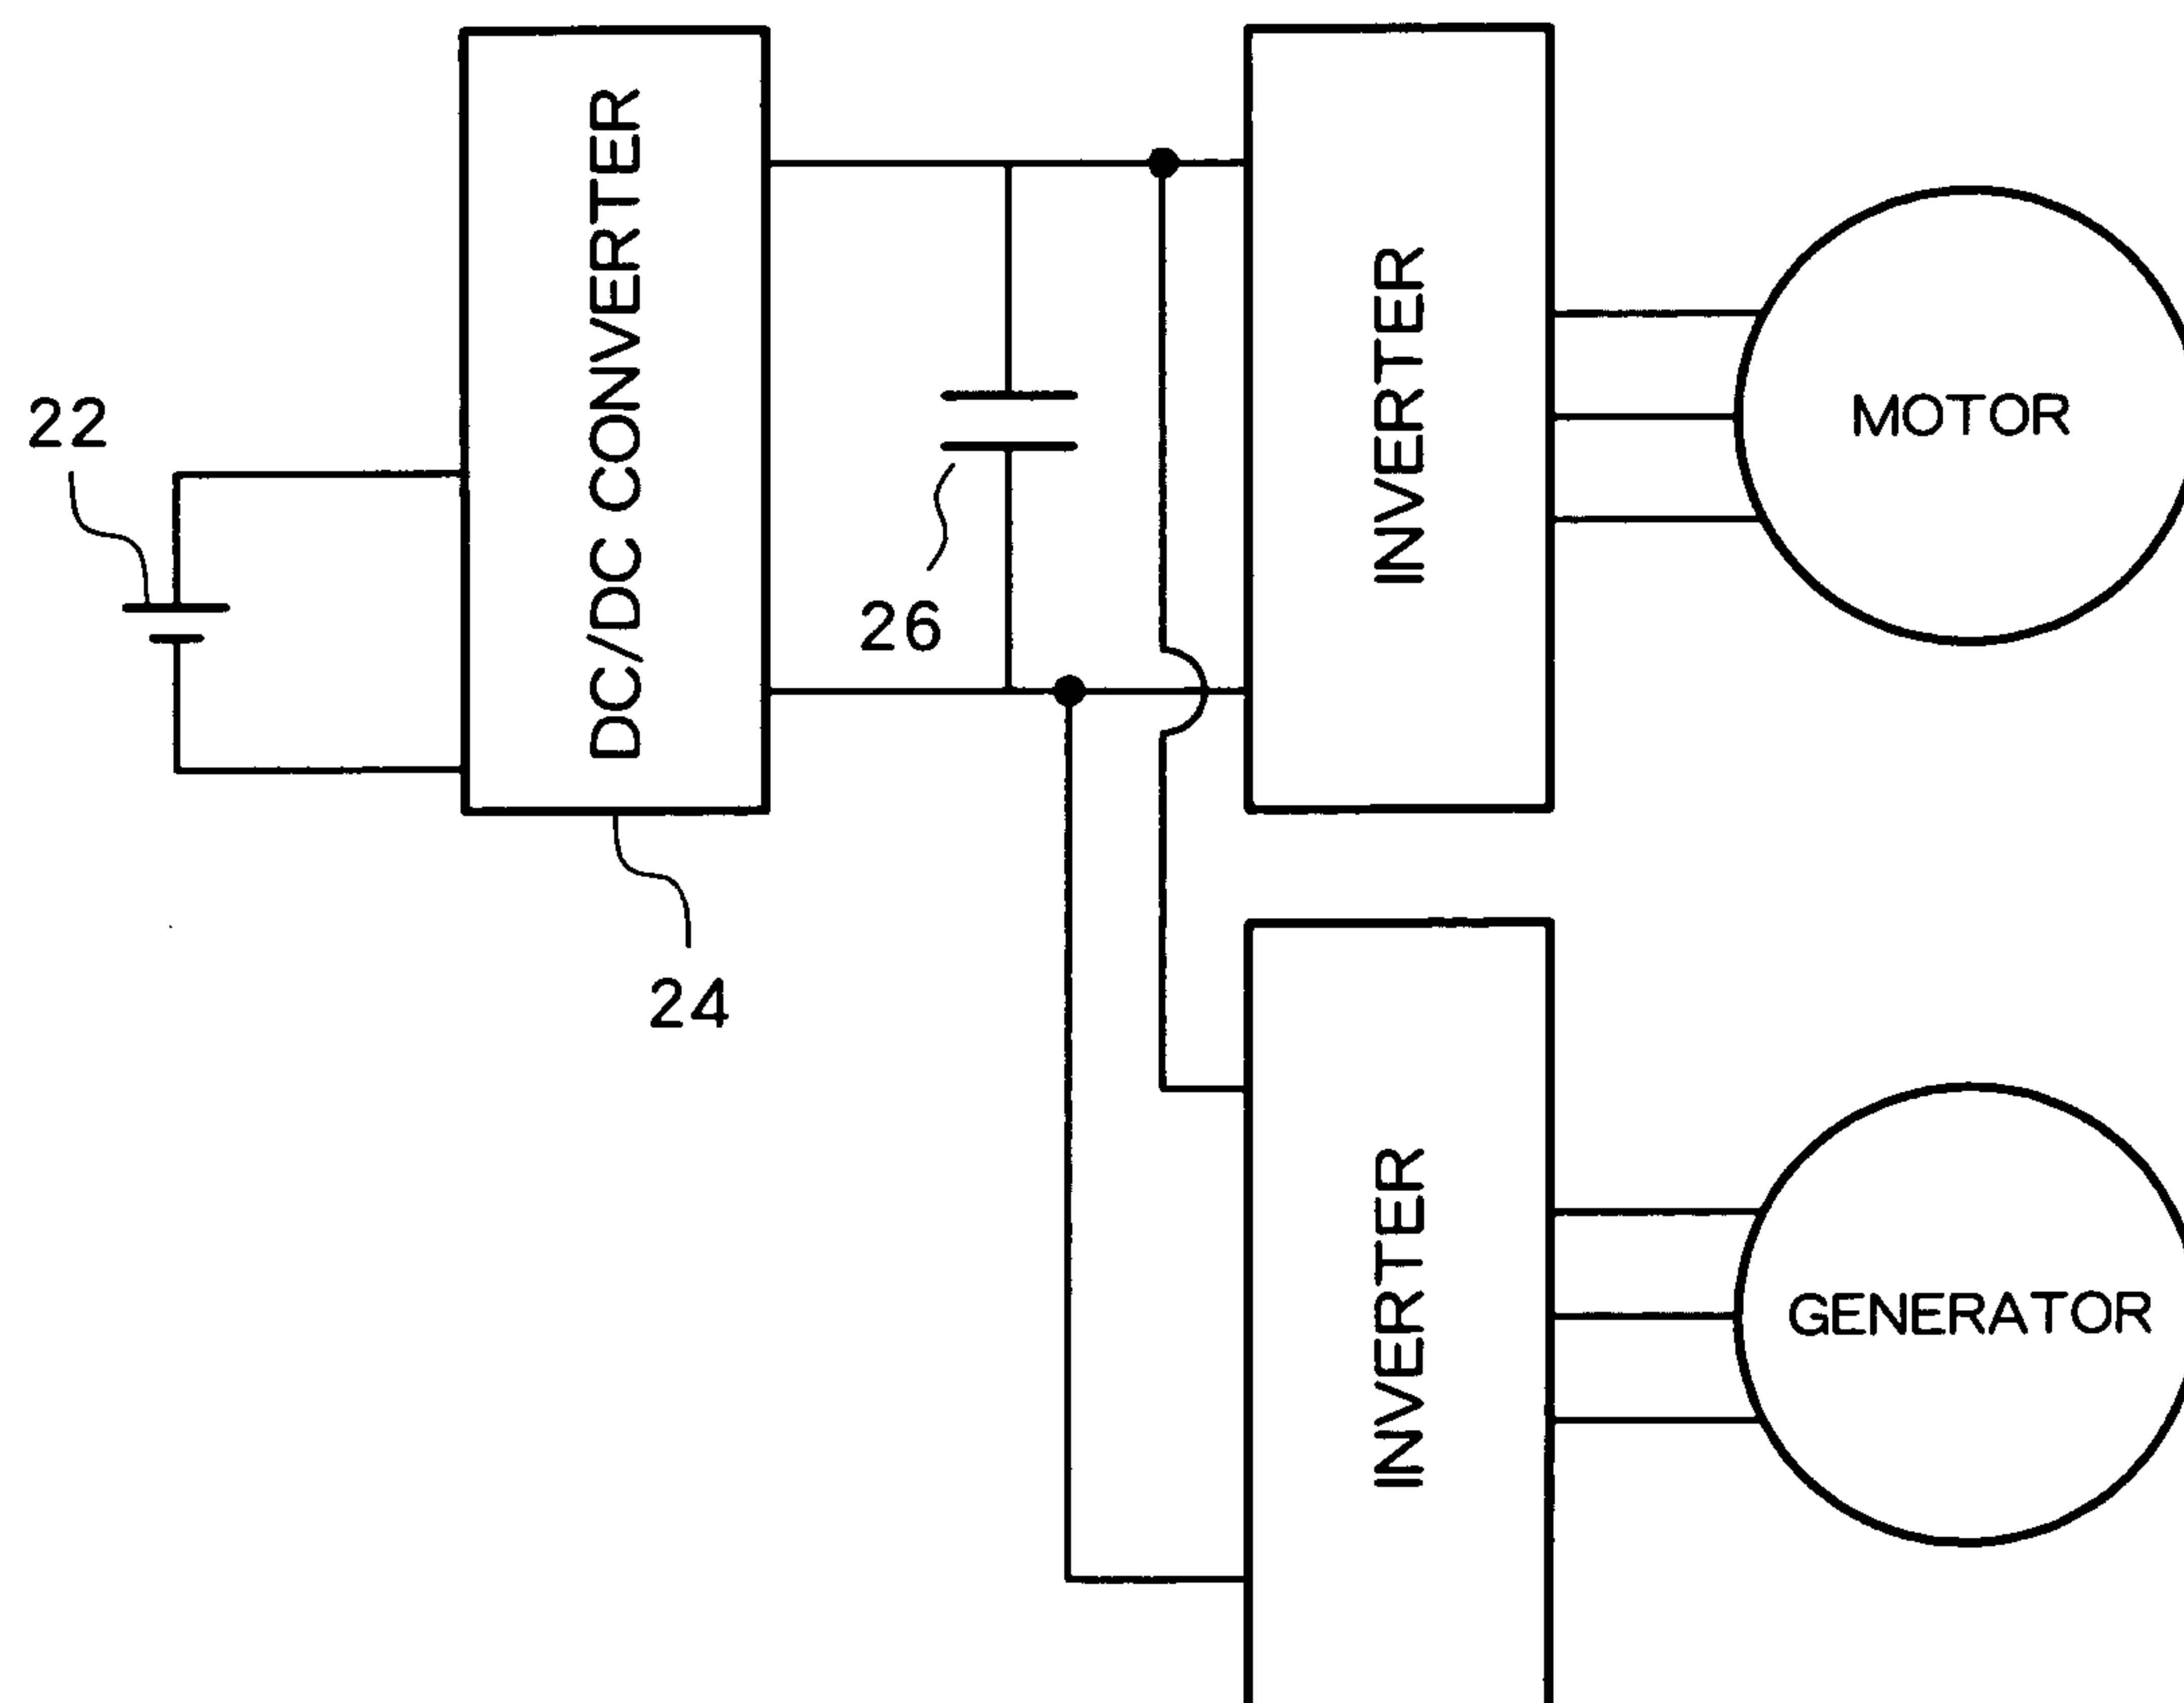 DC/DC CONVERTER
INVERTER
MOTOR
22
26
24
INVERTER
GENERATOR